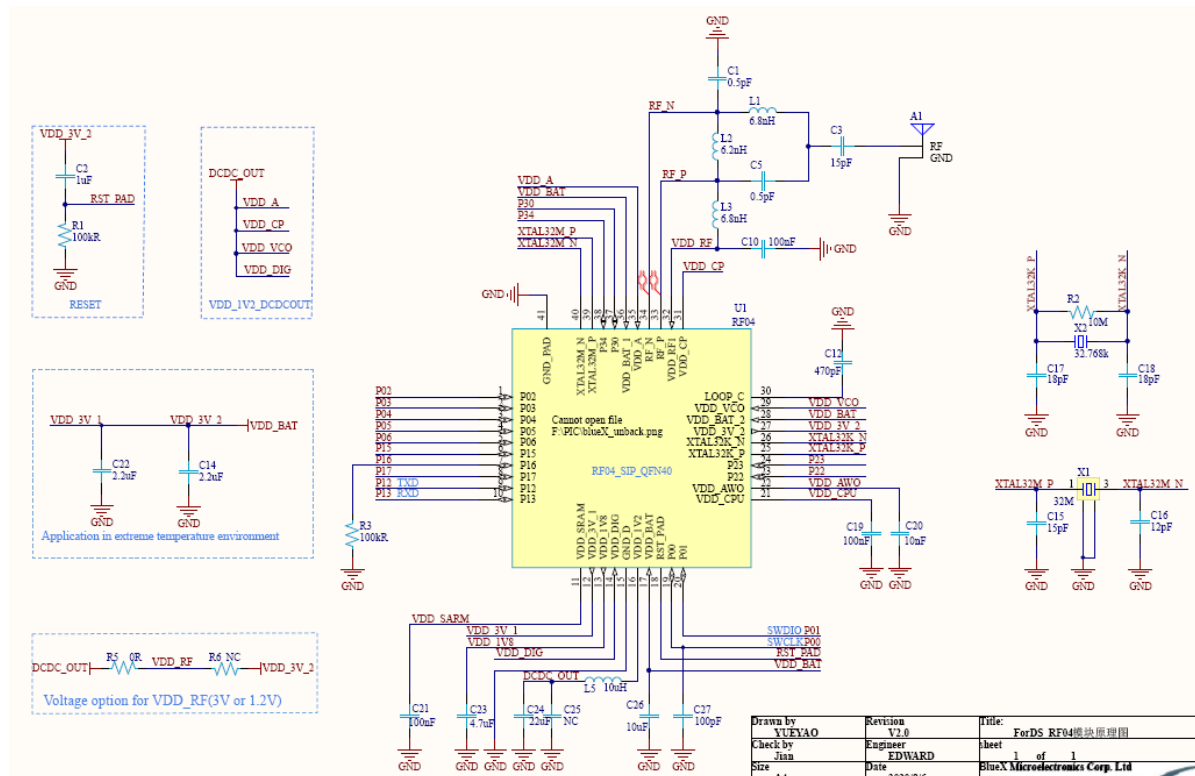 GND
C1
0.5pF
RF_N
L1
6.8nH
L2
6.2nH
C3
15pF
A1
RF
GND
RF_P
C5
0.5pF
L3
6.8nH
VDD_RF
C10 100nF
GND
VDD_CP
GND
VDD_3V_2
C2
1uF
RST_PAD
R1
100kR
GND
RESET
DCDC_OUT
VDD_A
VDD_CP
VDD_VCO
VDD_DIG
VDD_1V2_DCDCOUT
VDD_A
VDD_BAT
P30
P34
XTAL32M_P
XTAL32M_N
GND
41 40 39 38 37 36 35 34 33 32 31
GND_PAD
XTAL32M_N
XTAL32M_P
P34
P30
VDD_BAT_1
VDD_A
RF_N
RF_P
VDD_RF1
VDD_CP
U1
RF04
GND
C12
470pF
XTAL32K_P
XTAL32K_N
R2
10M
X2
32.768k
C17
18pF
C18
18pF
GND
GND
VDD_3V_1
VDD_3V_2
VDD_BAT
C22
2.2uF
C14
2.2uF
GND
GND
Application in extreme temperature environment
P02 1 P02
P03 2 P03
P04 3 P04
P05 4 P05
P06 5 P06
P15 6 P15
P16 7 P16
P17 8 P17
P12 TXD 9 P12
P13 RXD 10 P13
Cannot open file
F:\PIC\blueX_unback.png
RF04_SIP_QFN40
LOOP_C 30
VDD_VCO 29 VDD_VCO
VDD_BAT_2 28 VDD_BAT
VDD_3V_2 27 VDD_3V_2
XTAL32K_N 26 XTAL32K_N
XTAL32K_P 25 XTAL32K_P
P23 24 P23
P22 23 P22
VDD_AWO 22 VDD_AWO
VDD_CPU 21 VDD_CPU
R3
100kR
GND
C19
100nF
C20
10nF
GND
GND
X1
XTAL32M_P 1 3 XTAL32M_N
32M
C15
15pF
C16
12pF
GND
GND
GND
VDD_SRAM
VDD_3V_1
VDD_1V8
VDD_DIG
GND_D
VDD_1V2
VDD_BAT
RST_PAD
P00
P01
11 12 13 14 15 16 17 18 19 20
VDD_SARM
VDD_3V_1
VDD_1V8
VDD_DIG
DCDC_OUT
L5 10uH
SWDIO P01
SWCLK P00
RST_PAD
VDD_BAT
C21
100nF
C23
4.7uF
C24
22uF
C25
NC
C26
10uF
C27
100pF
GND
GND
GND
GND
GND
GND
GND
DCDC_OUT
R5 0R
VDD_RF
R6 NC
VDD_3V_2
Voltage option for VDD_RF(3V or 1.2V)
Drawn by
YUEYAO
Revision
V2.0
Title:
ForDS_RF04模块原理图
Check by
Jian
Engineer
EDWARD
sheet
1 of 1
Size
Date
BlueX Microelectronics Corp. Ltd